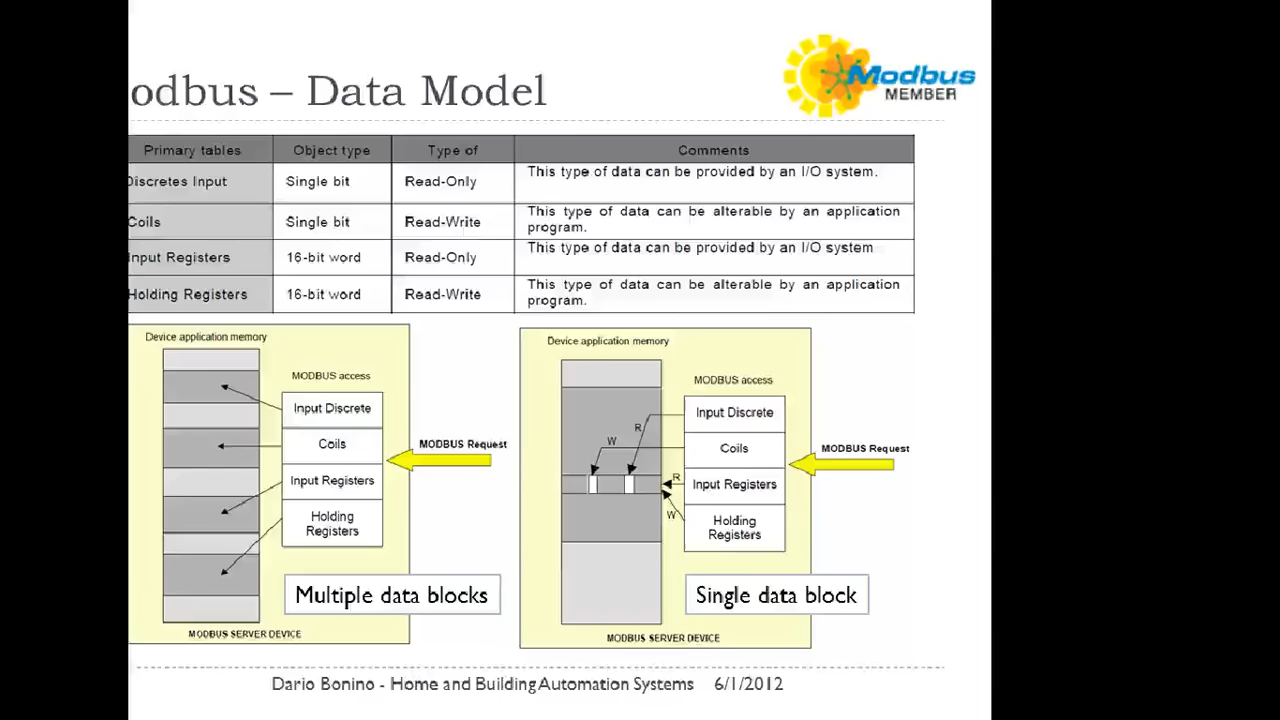 odbus – Data Model
Modbus
MEMBER
Primary tables Object type Type of Comments
Discretes Input Single bit Read-Only This type of data can be provided by an I/O system.
Coils Single bit Read-Write This type of data can be alterable by an application
program.
Input Registers 16-bit word Read-Only This type of data can be provided by an I/O system
Holding Registers 16-bit word Read-Write This type of data can be alterable by an application
program.
Device application memory
MODBUS access
Input Discrete
Coils
Input Registers
Holding
Registers
MODBUS Request
Multiple data blocks
MODBUS SERVER DEVICE
Device application memory
MODBUS access
Input Discrete
R
W
Coils
R
Input Registers
W
Holding
Registers
MODBUS Request
Single data block
MODBUS SERVER DEVICE
Dario Bonino - Home and Building Automation Systems 6/1/2012